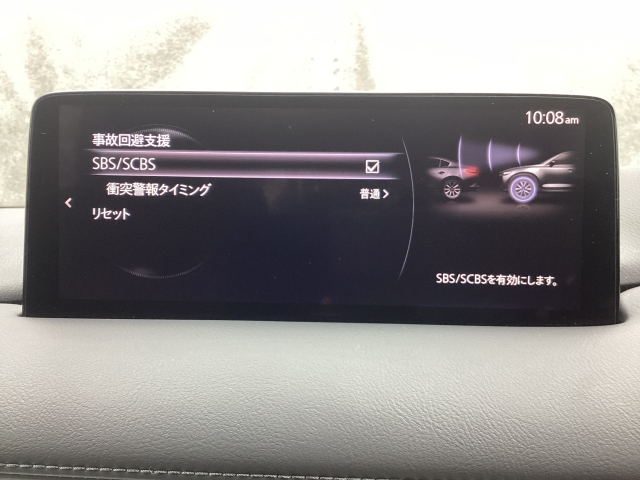 10:08am
事故回避支援
SBS/SCBS
衝突警報タイミング 普通
リセット
SBS/SCBSを有効にします。